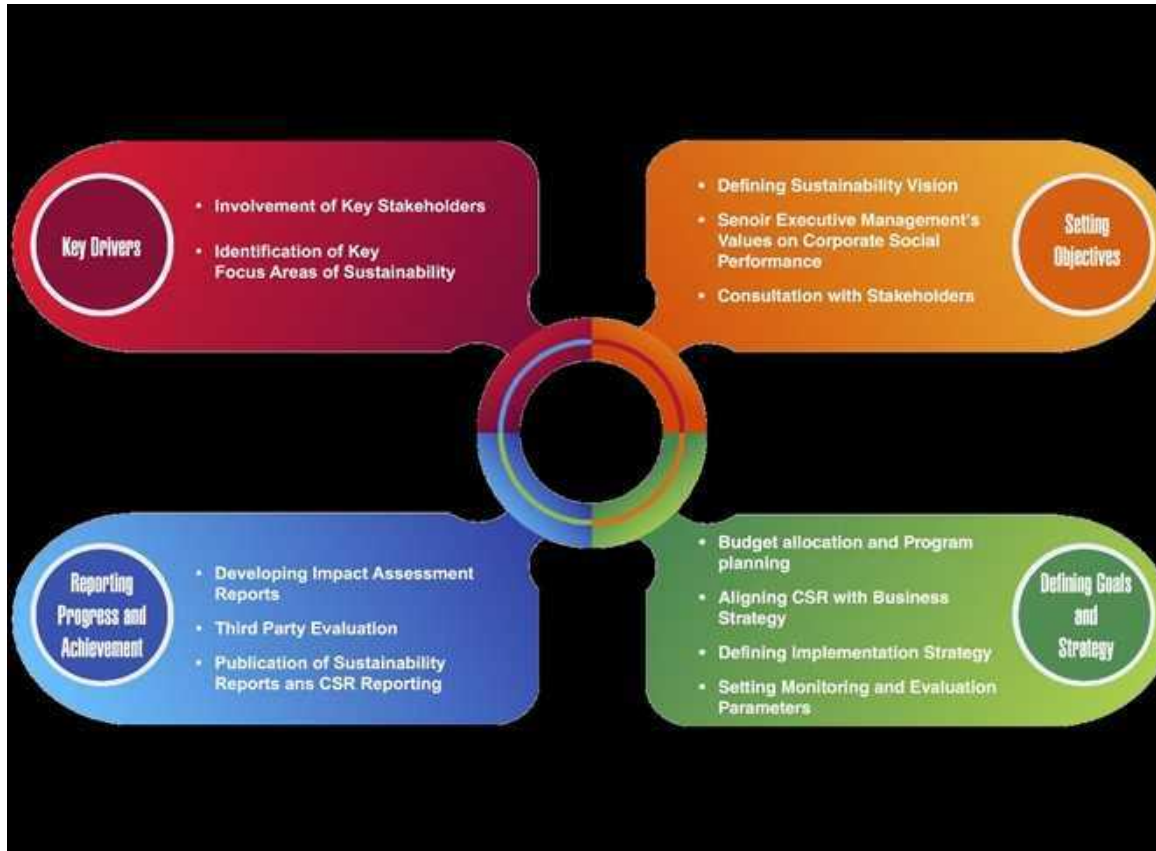 Key Drivers
• Involvement of Key Stakeholders
• Identification of Key
Focus Areas of Sustainability
• Defining Sustainability Vision
• Senoir Executive Management's
Values on Corporate Social
Performance
• Consultation with Stakeholders
Setting
Objectives
Reporting
Progress and
Achievement
• Developing Impact Assessment
Reports
• Third Party Evaluation
• Publication of Sustainability
Reports ans CSR Reporting
• Budget allocation and Program
planning
• Aligning CSR with Business
Strategy
• Defining Implementation Strategy
• Setting Monitoring and Evaluation
Parameters
Defining Goals
and
Strategy